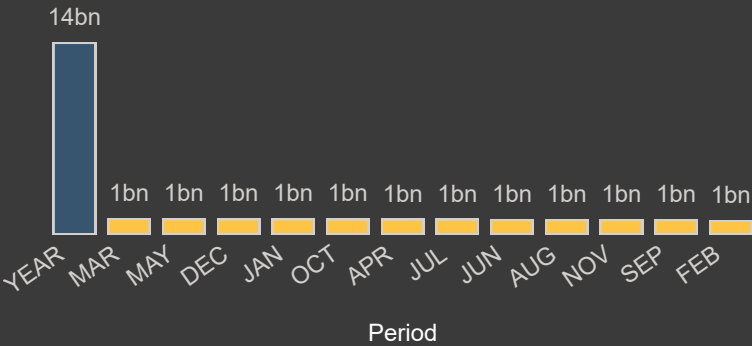 14bn
1bn 1bn 1bn 1bn 1bn 1bn 1bn 1bn 1bn 1bn 1bn 1bn
YEAR MAR MAY DEC JAN OCT APR JUL JUN AUG NOV SEP FEB
Period